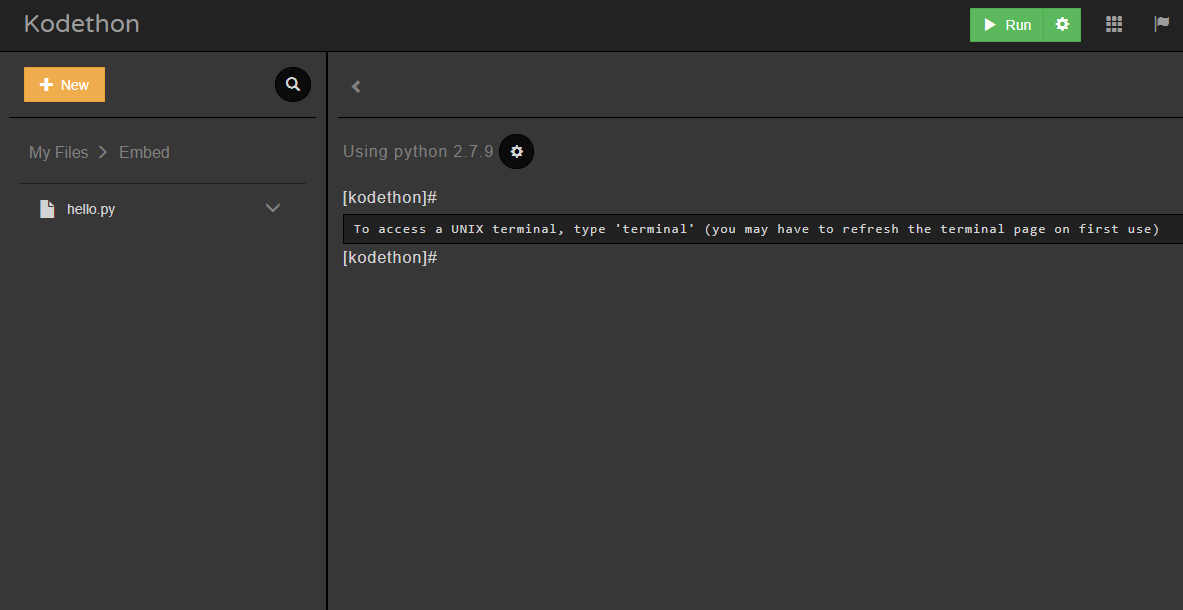 Kodethon
Run
New
My Files > Embed
hello.py
Using python 2.7.9
[kodethon]#
To access a UNIX terminal, type 'terminal' (you may have to refresh the terminal page on first use)
[kodethon]#